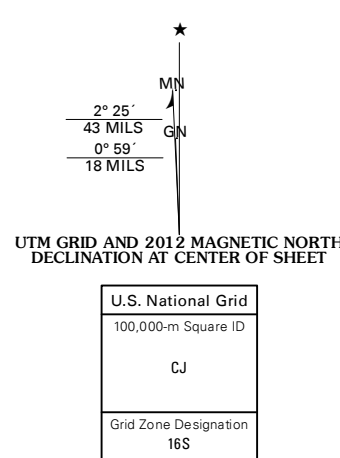 ★
MN
2° 25´
43 MILS
GN
0° 59´
18 MILS
UTM GRID AND 2012 MAGNETIC NORTH
DECLINATION AT CENTER OF SHEET
U.S. National Grid
100,000-m Square ID
CJ
Grid Zone Designation
16S